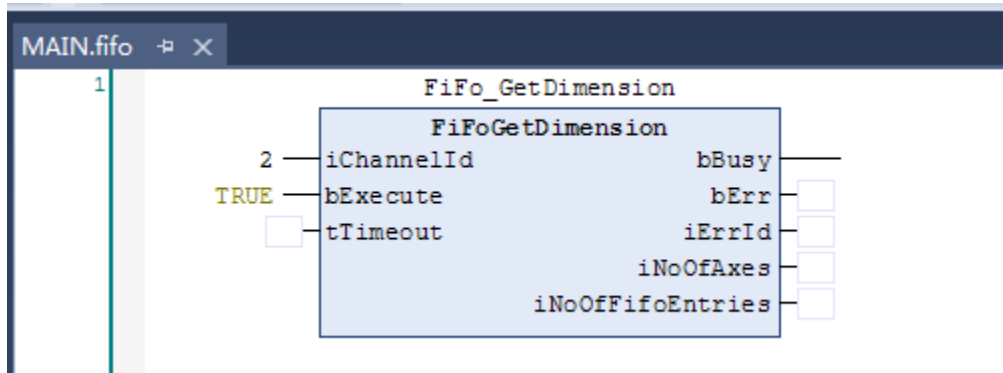 MAIN.fifo
1
FiFo_GetDimension
FiFoGetDimension
2 iChannelId bBusy
TRUE bExecute bErr
tTimeout iErrId
iNoOfAxes
iNoOfFifoEntries